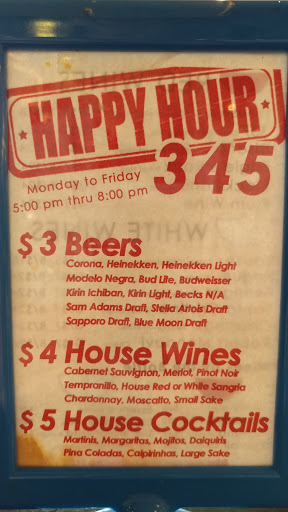 HAPPY HOUR
345
Monday to Friday
5:00 pm thru 8:00 pm
$3 Beers
Corona, Heinekken, Heinekken Light
Modelo Negra, Bud Lite, Budweisser
Kirin Ichiban, Kirin Light, Becks N/A
Sam Adams Draft, Stella Artois Draft
Sapporo Draft, Blue Moon Draft
$4 House Wines
Cabernet Sauvignon, Merlot, Pinot Noir
Tempranillo, House Red or White Sangria
Chardonnay, Moscatto, Small Sake
$5 House Cocktails
Martinis, Margaritas, Mojitos, Daiquiris
Pina Coladas, Caipirinhas, Large Sake